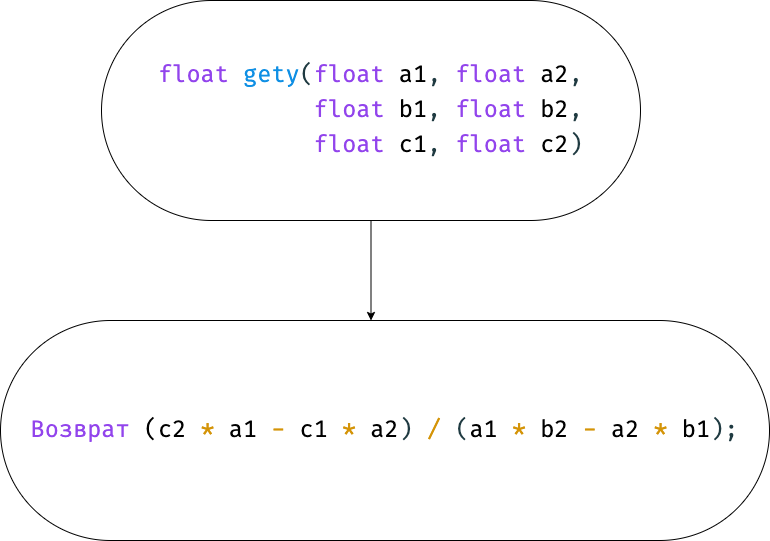 float gety(float a1, float a2,
float b1, float b2,
float c1, float c2)
Возврат (c2 * a1 - c1 * a2) / (a1 * b2 - a2 * b1);